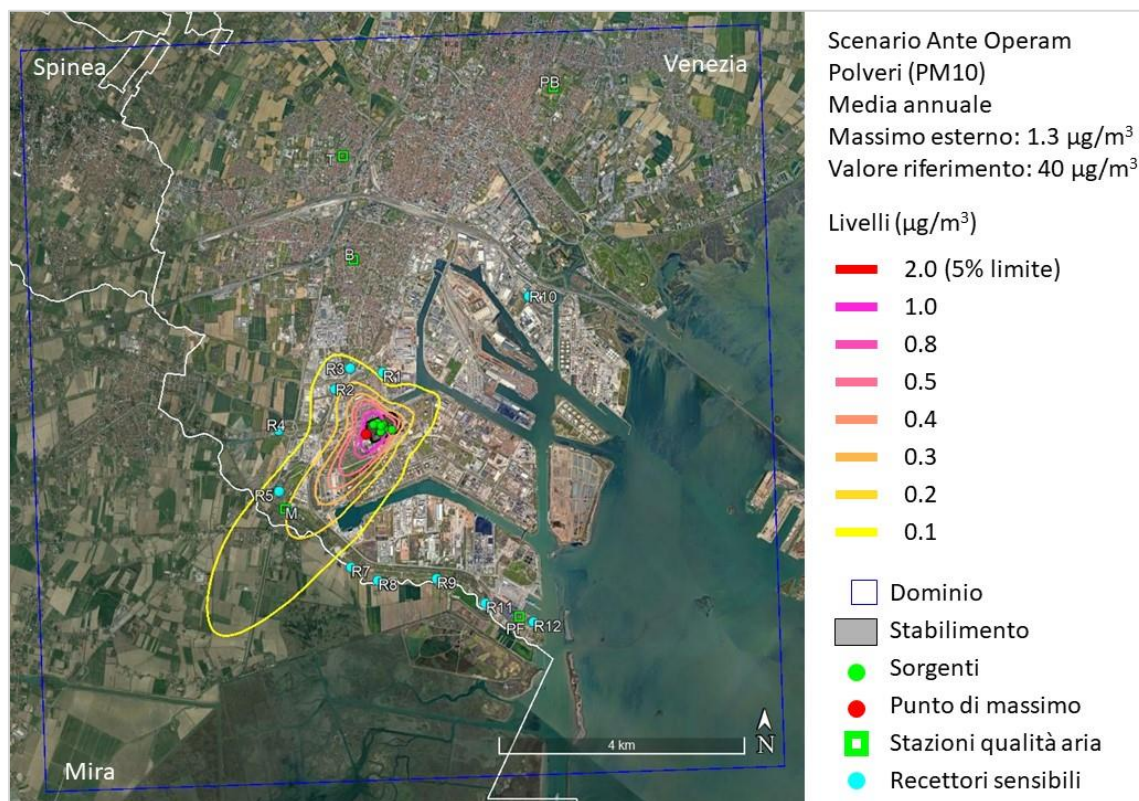 Spinea
Venezia
PB
T
B
R10
R3
R1
R2
R4
R5
M
R7
R8
R9
R11
PF
R12
4 km
N
Mira
Scenario Ante Operam
Polveri (PM10)
Media annuale
Massimo esterno: 1.3 µg/m³
Valore riferimento: 40 µg/m³
Livelli (µg/m³)
2.0 (5% limite)
1.0
0.8
0.5
0.4
0.3
0.2
0.1
Dominio
Stabilimento
Sorgenti
Punto di massimo
Stazioni qualità aria
Recettori sensibili